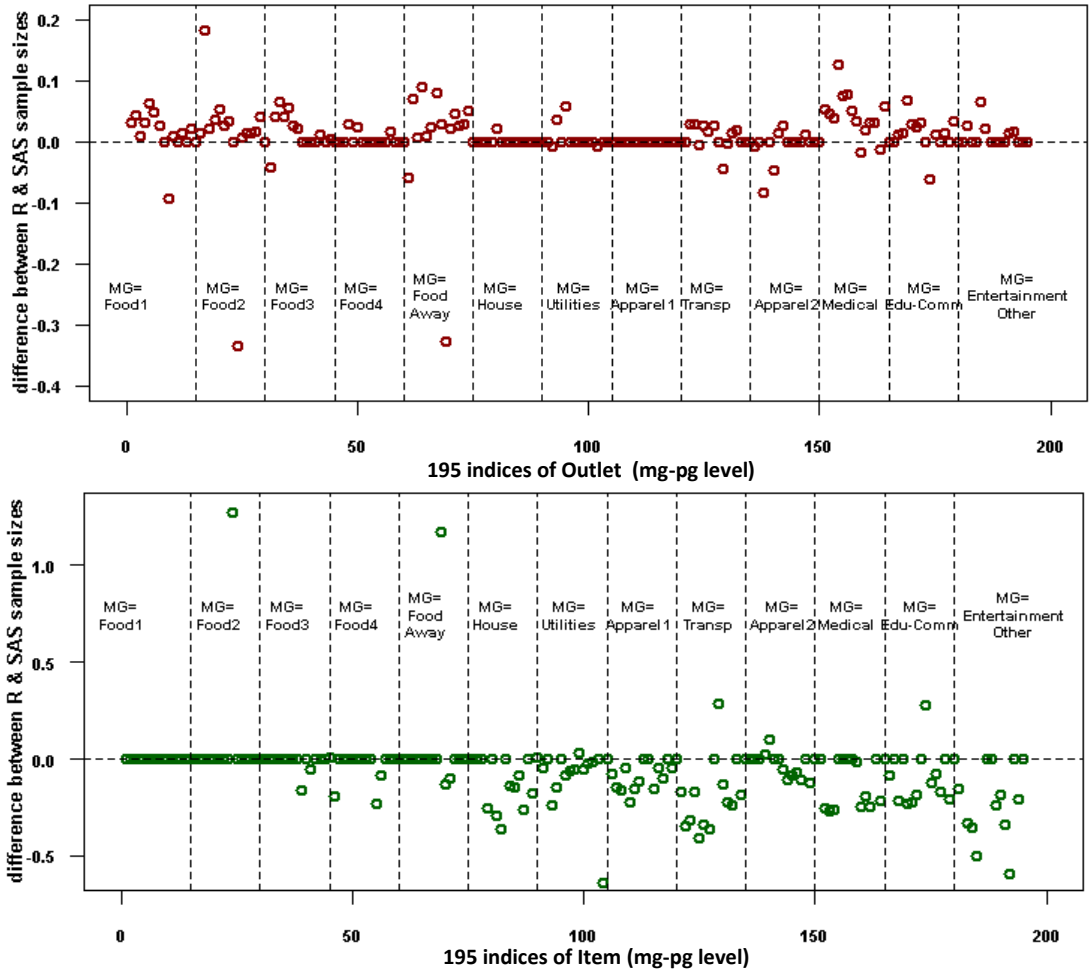 difference between R & SAS sample sizes
0.2
0.1
0.0
-0.1
-0.2
-0.3
-0.4
MG=
Food1
MG=
Food2
MG=
Food3
MG=
Food4
MG=
Food
Away
MG=
House
MG=
Utilities
MG=
Apparel1
MG=
Transp
MG=
Apparel2
MG=
Medical
MG=
Edu-Comm
MG=
Entertainment
Other
0 50 100 150 200
195 indices of Outlet (mg-pg level)
difference between R & SAS sample sizes
1.0
0.5
0.0
-0.5
MG=
Food1
MG=
Food2
MG=
Food3
MG=
Food4
MG=
Food
Away
MG=
House
MG=
Utilities
MG=
Apparel1
MG=
Transp
MG=
Apparel2
MG=
Medical
MG=
Edu-Comm
MG=
Entertainment
Other
0 50 100 150 200
195 indices of Item (mg-pg level)